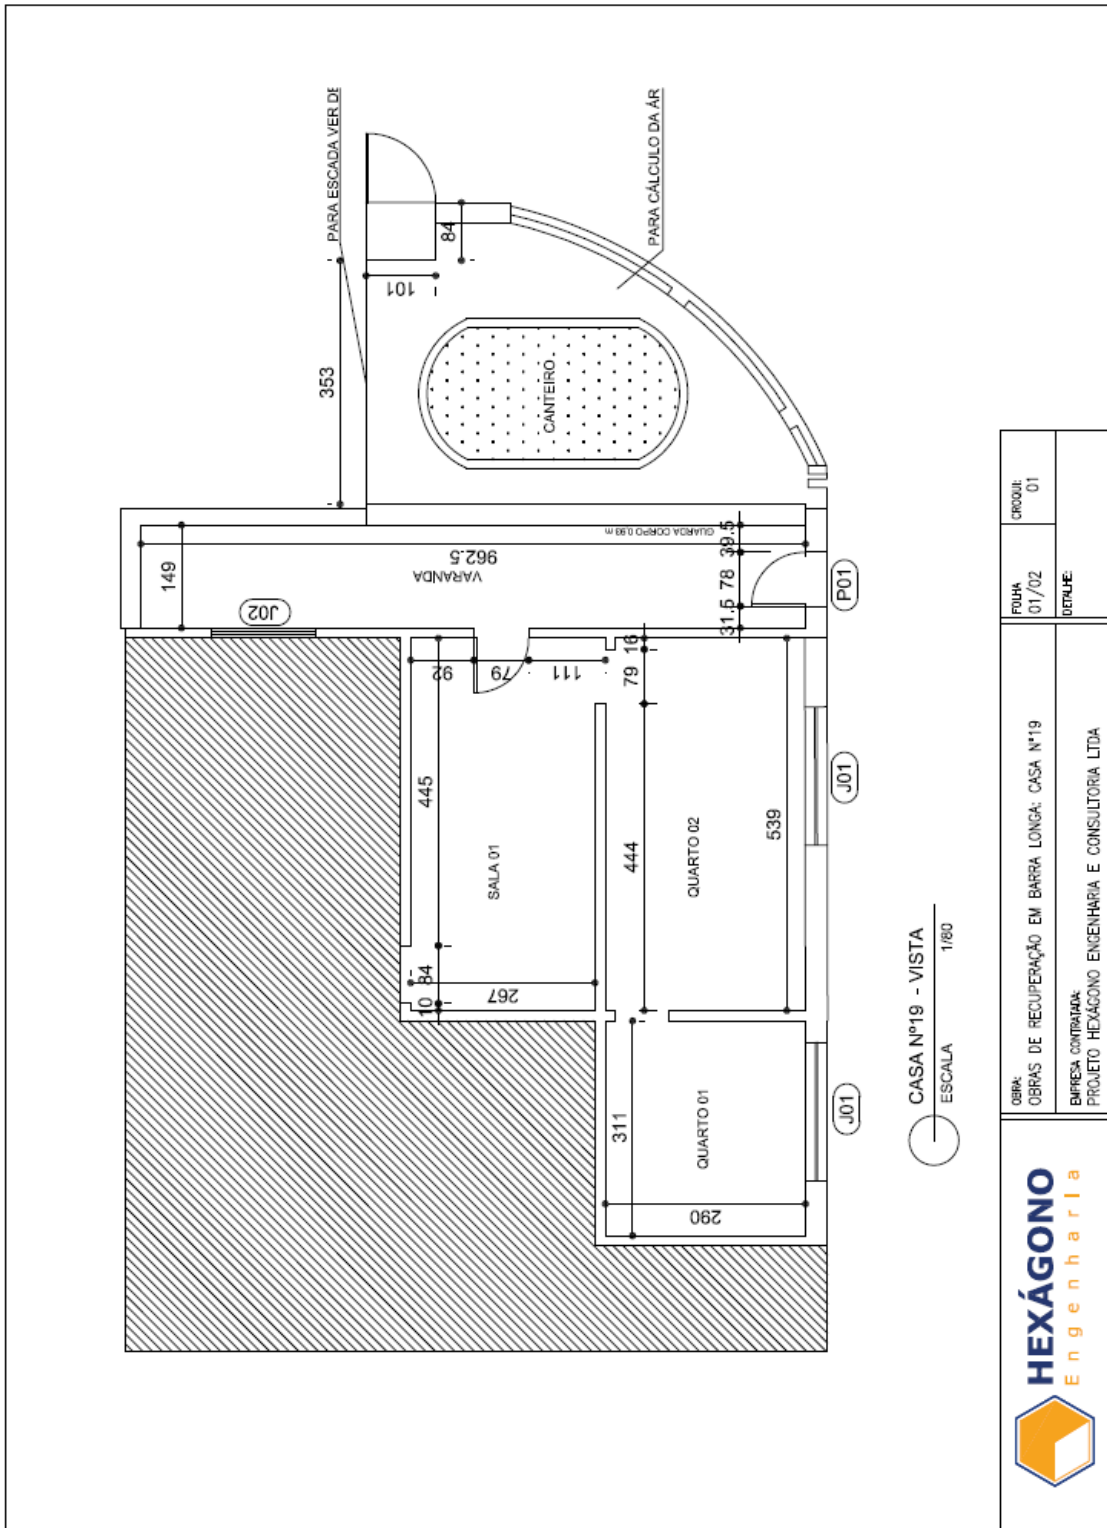 PARA ESCADA VER DE
PARA CÁLCULO DA ÁR
353
101
84
CANTEIRO
149
962.5
VARANDA
GUARDA CORPO 0.93 m
J02
39.5
78
31.5
P01
92
79
111
16
79
445
SALA 01
84
10
267
444
QUARTO 02
539
J01
311
QUARTO 01
290
J01
CASA Nº19 - VISTA
ESCALA 1/80
HEXÁGONO
Engenharia
OBRA:
OBRAS DE RECUPERAÇÃO EM BARRA LONGA: CASA Nº19
EMPRESA CONTRATADA:
PROJETO HEXÁGONO ENGENHARIA E CONSULTORIA LTDA
FOLHA
01/02
CROQUI:
01
DETALHE: